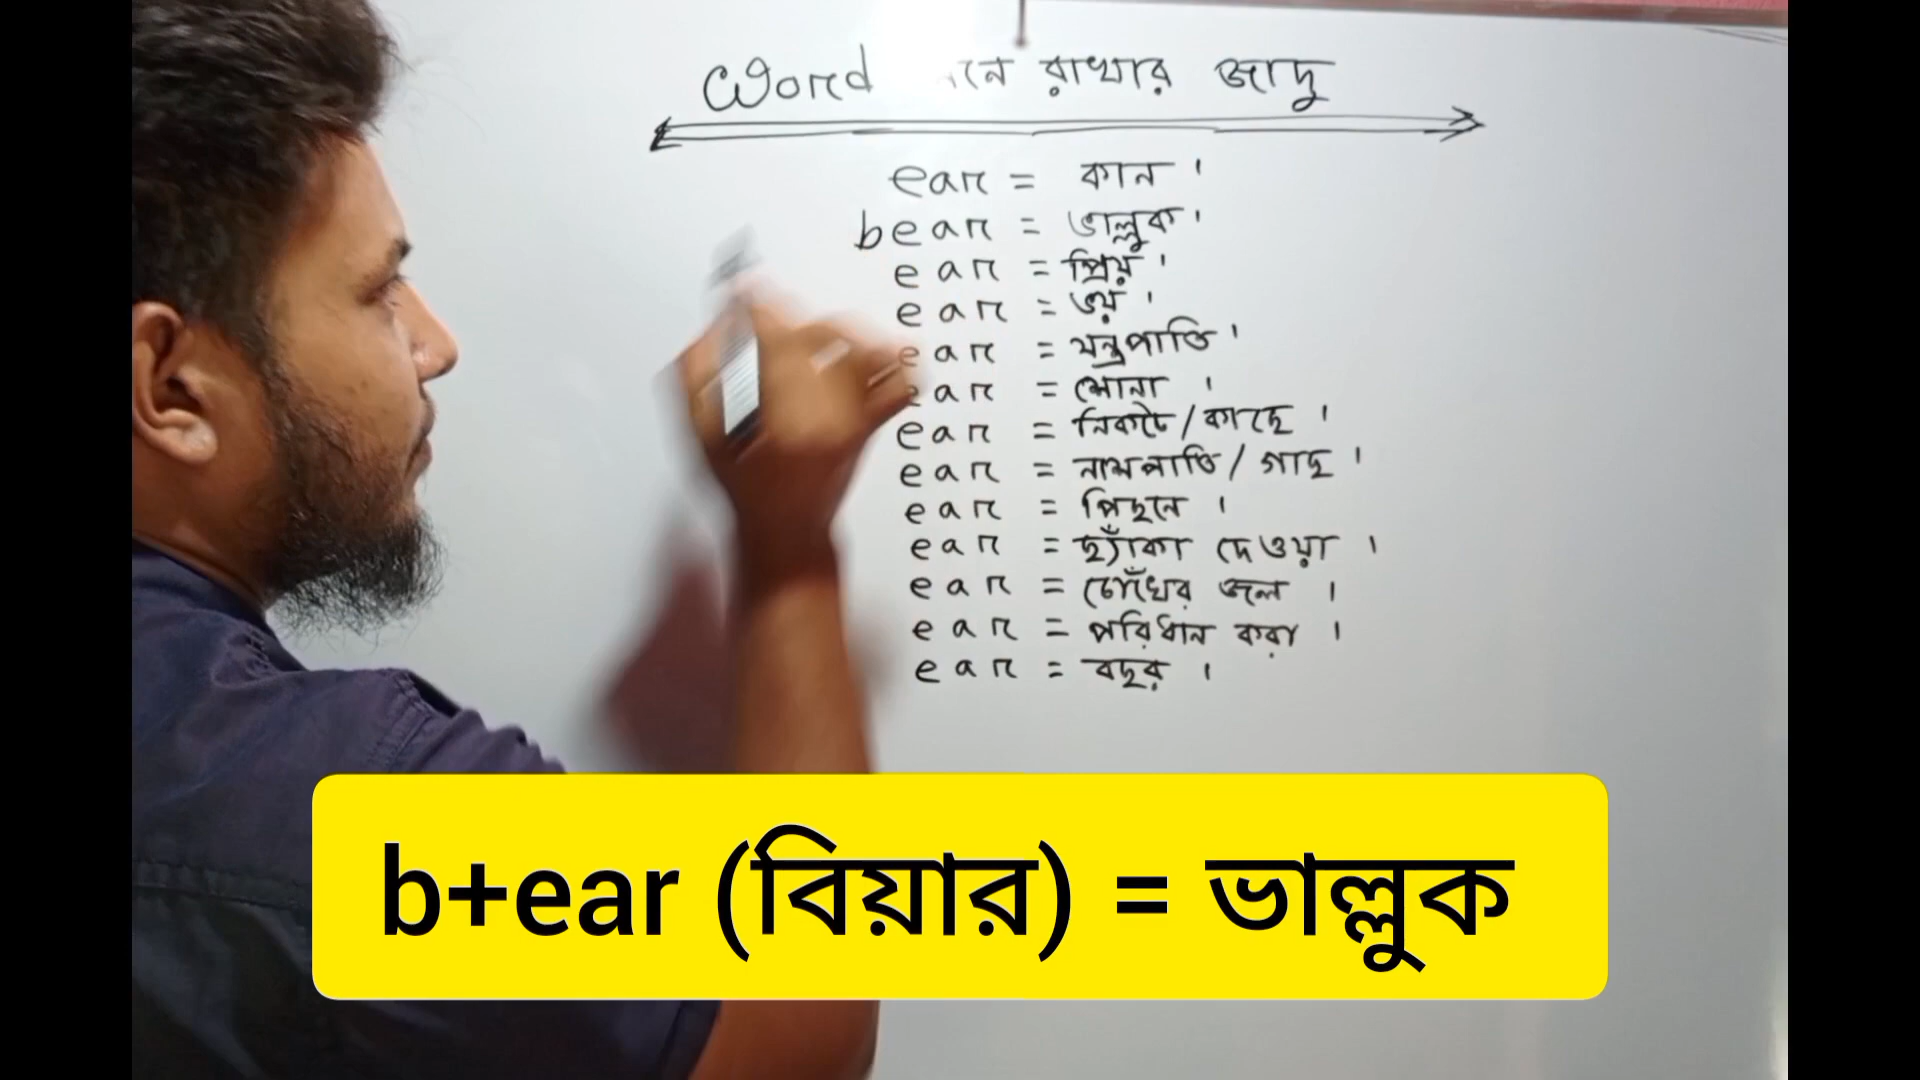 Word মনে রাখার জাদু
ear = কান ।
bear = ভাল্লুক ।
ear = প্রিয় ।
ear = ভয় ।
ear = যন্ত্রপাতি ।
ear = শোনা ।
ear = নিকটে / কাছে ।
ear = নাশপাতি / গাছ ।
ear = পিছনে ।
ear = ছ্যাঁকা দেওয়া ।
ear = চোঁখের জল ।
ear = পরিধান করা ।
ear = বছর ।
b+ear (বিয়ার) = ভাল্লুক